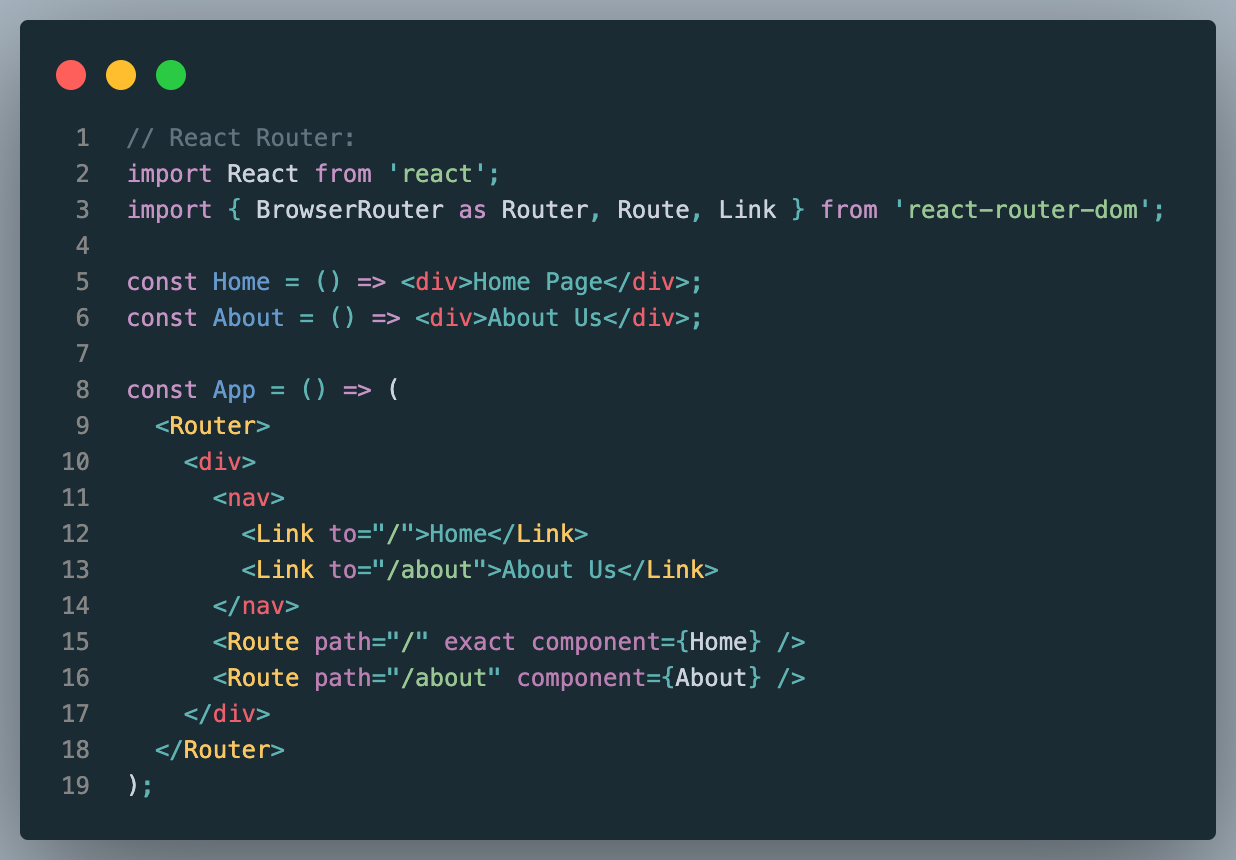 1 // React Router:
2 import React from 'react';
3 import { BrowserRouter as Router, Route, Link } from 'react-router-dom';
4
5 const Home = () => <div>Home Page</div>;
6 const About = () => <div>About Us</div>;
7
8 const App = () => (
9   <Router>
10     <div>
11       <nav>
12         <Link to="/">Home</Link>
13         <Link to="/about">About Us</Link>
14       </nav>
15       <Route path="/" exact component={Home} />
16       <Route path="/about" component={About} />
17     </div>
18   </Router>
19 );